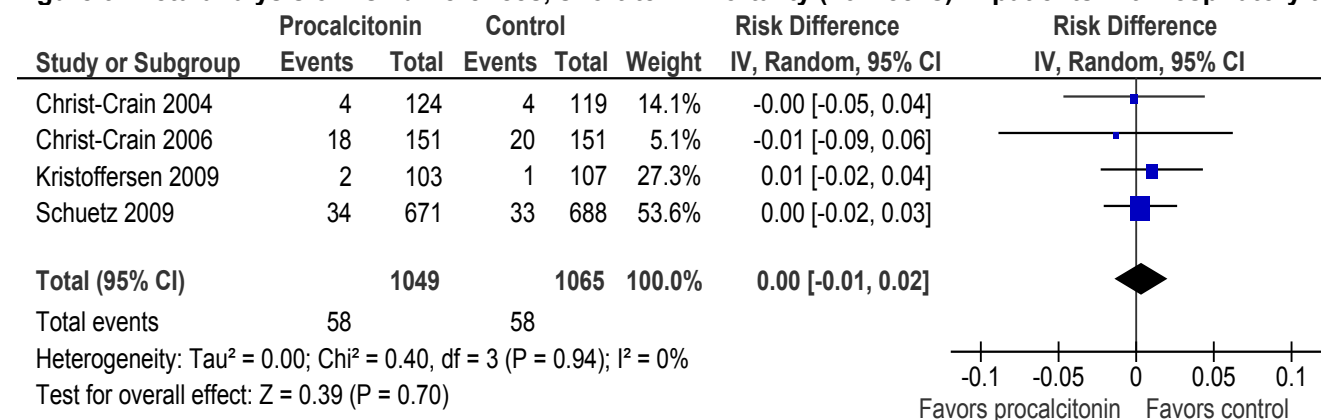 Procalcitonin Control Risk Difference Risk Difference
Study or Subgroup Events Total Events Total Weight IV, Random, 95% CI IV, Random, 95% CI
Christ-Crain 2004 4 124 4 119 14.1% -0.00 [-0.05, 0.04]
Christ-Crain 2006 18 151 20 151 5.1% -0.01 [-0.09, 0.06]
Kristoffersen 2009 2 103 1 107 27.3% 0.01 [-0.02, 0.04]
Schuetz 2009 34 671 33 688 53.6% 0.00 [-0.02, 0.03]
Total (95% CI) 1049 1065 100.0% 0.00 [-0.01, 0.02]
Total events 58 58
Heterogeneity: Tau² = 0.00; Chi² = 0.40, df = 3 (P = 0.94); I² = 0%
Test for overall effect: Z = 0.39 (P = 0.70)
-0.1 -0.05 0 0.05 0.1
Favors procalcitonin Favors control